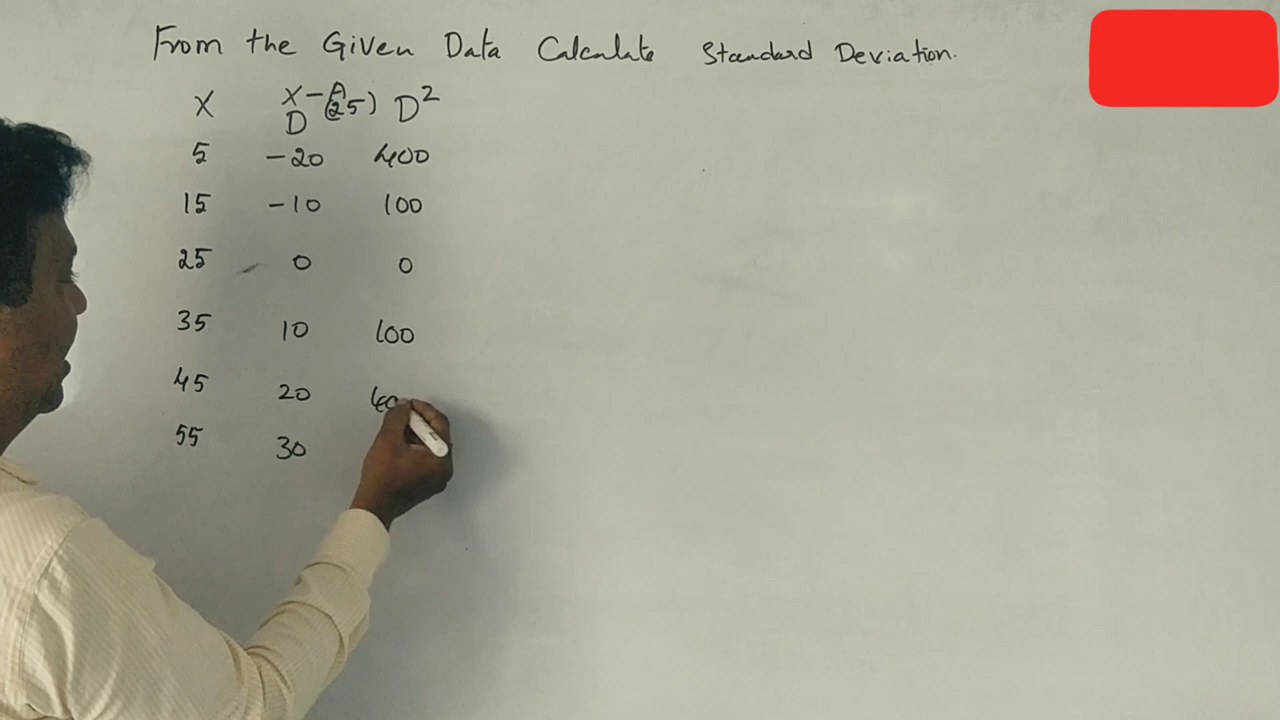 From the Given Data Calculate Standard Deviation.
X X-A (25) D²
D
5 -20 400
15 -10 100
25 0 0
35 10 100
45 20 40
55 30